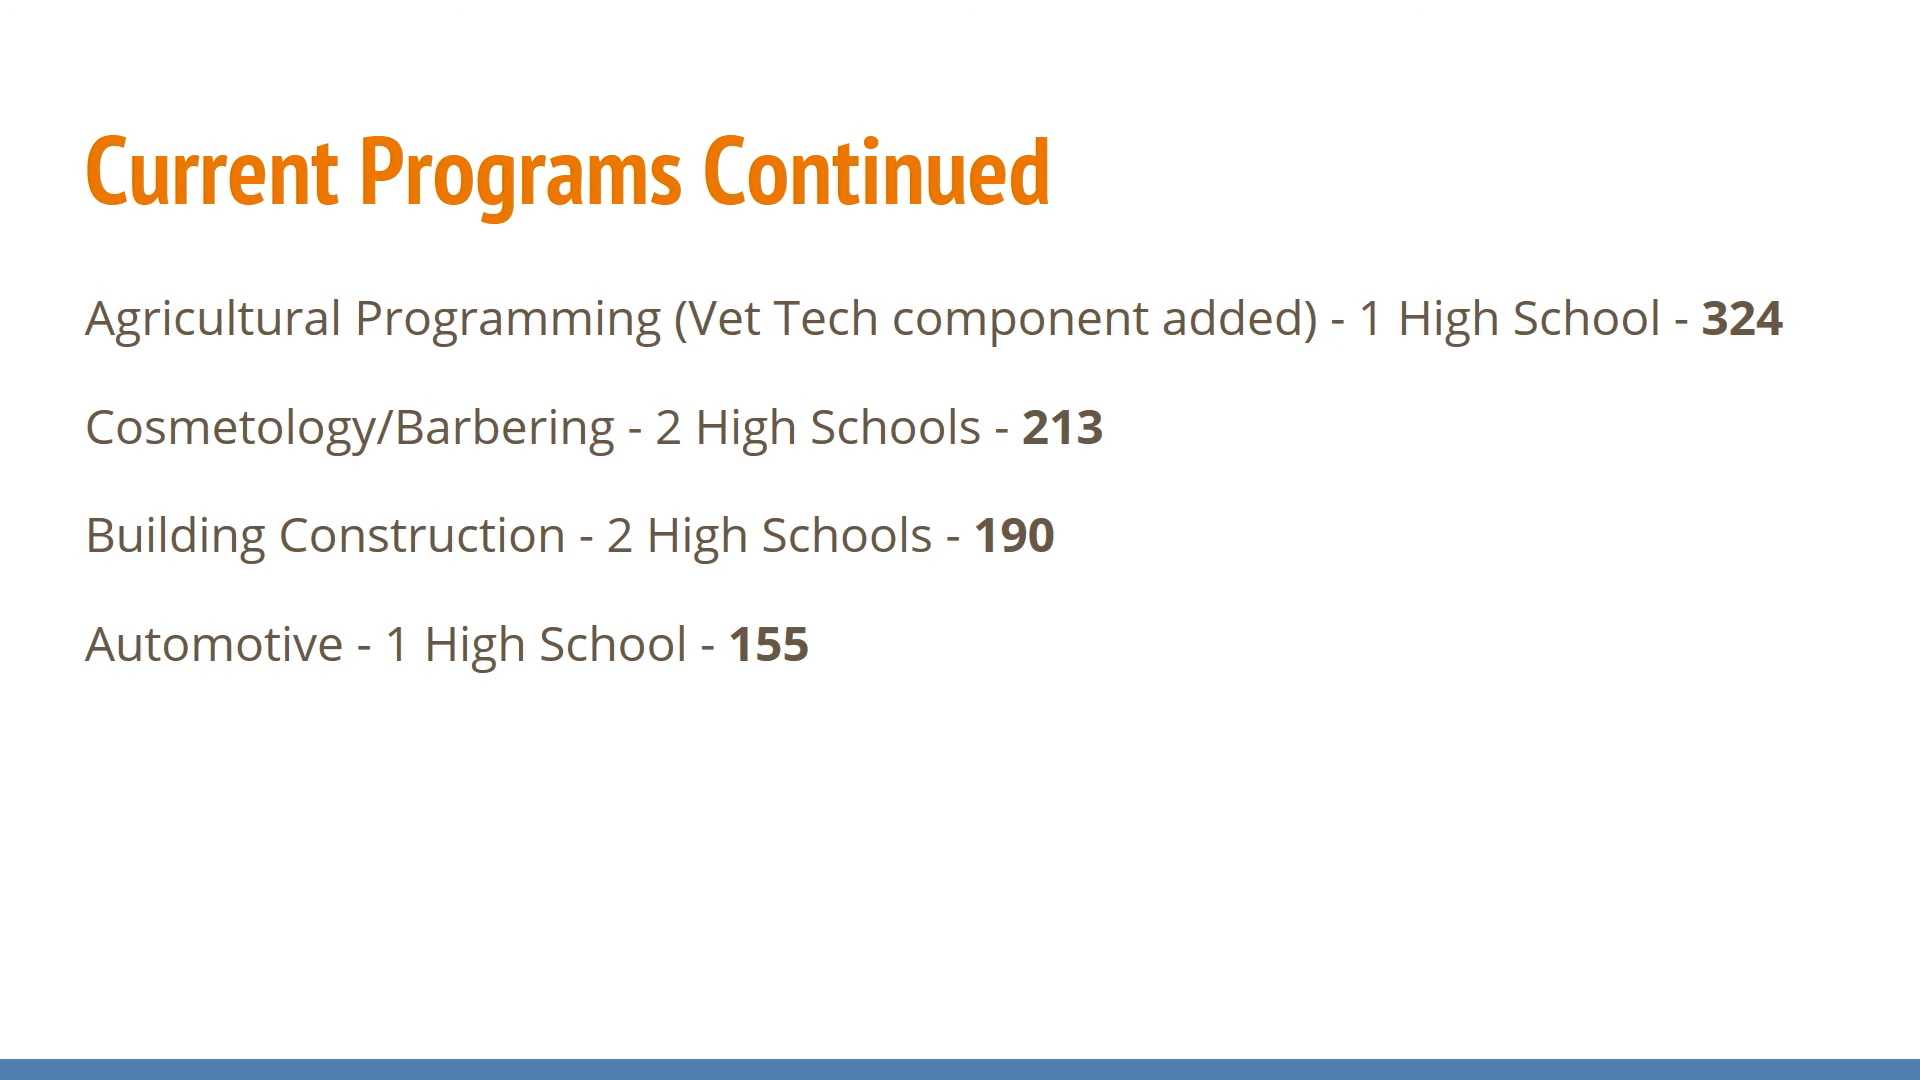 Current Programs Continued
Agricultural Programming (Vet Tech component added) - 1 High School - 324
Cosmetology/Barbering - 2 High Schools - 213
Building Construction - 2 High Schools - 190
Automotive - 1 High School - 155